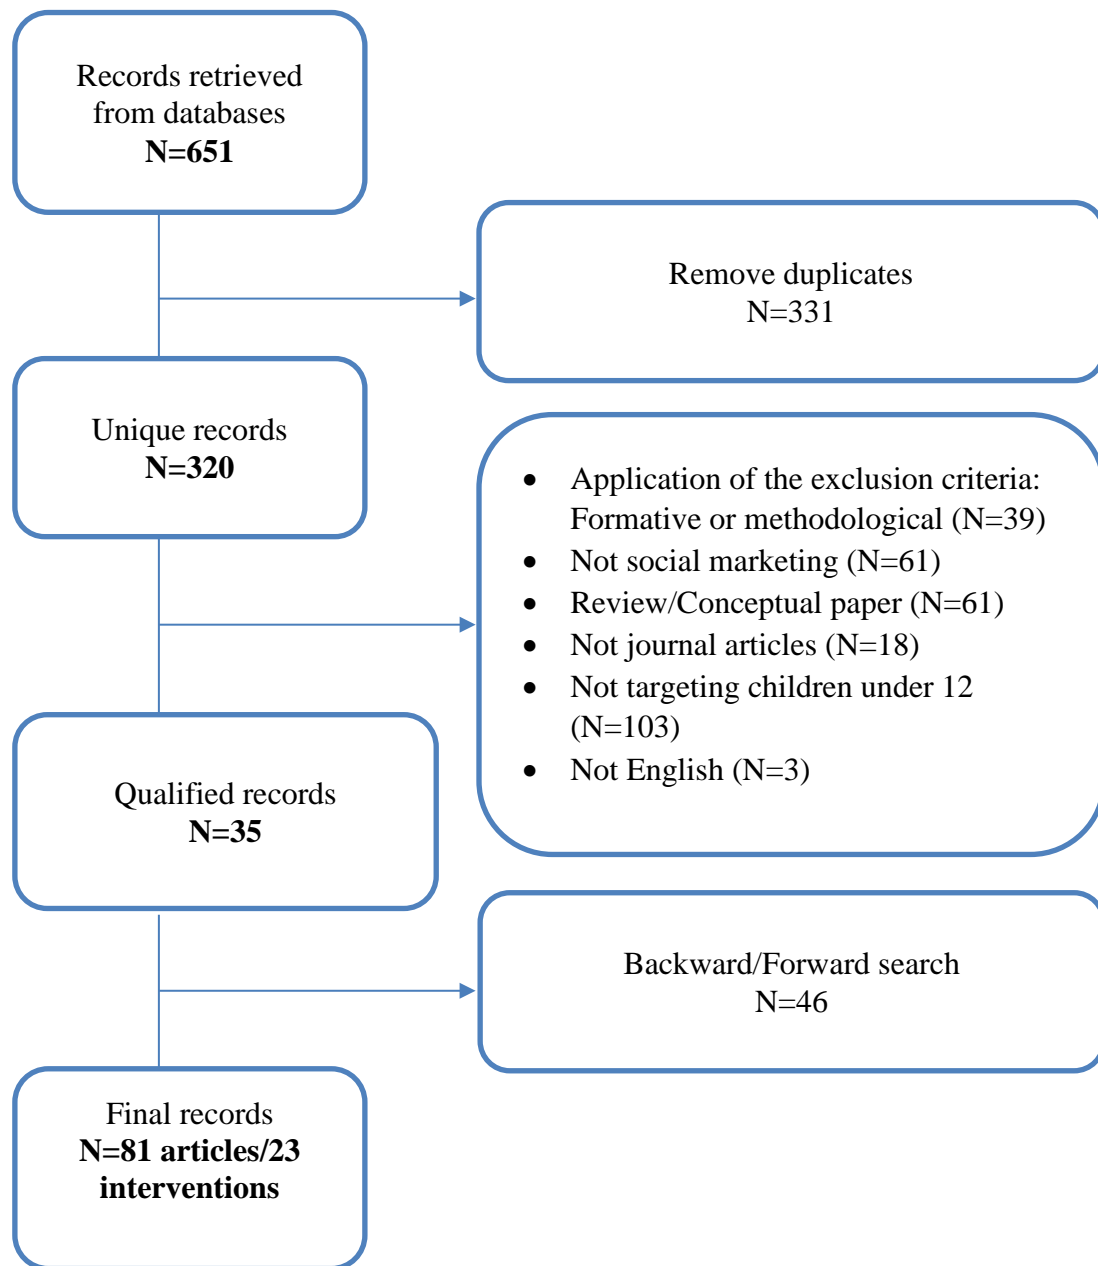 Records retrieved
from databases
N=651
Remove duplicates
N=331
Unique records
N=320
• Application of the exclusion criteria:
Formative or methodological (N=39)
• Not social marketing (N=61)
• Review/Conceptual paper (N=61)
• Not journal articles (N=18)
• Not targeting children under 12
(N=103)
• Not English (N=3)
Qualified records
N=35
Backward/Forward search
N=46
Final records
N=81 articles/23
interventions